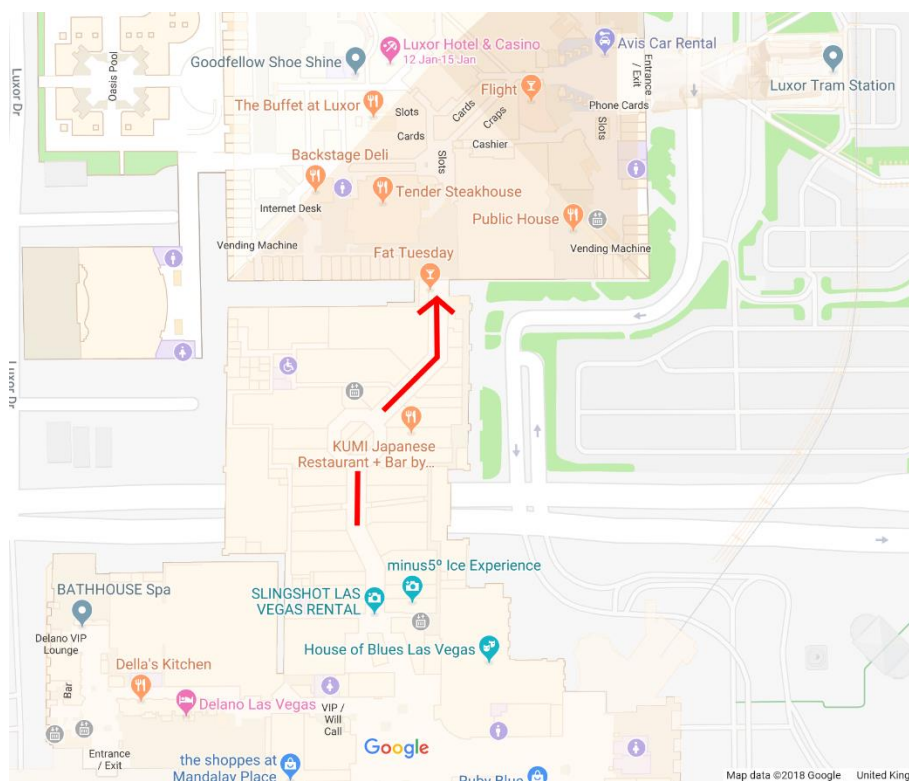 Luxor Dr
Oasis Pool
Goodfellow Shoe Shine
Luxor Hotel & Casino
12 Jan-15 Jan
Avis Car Rental
Entrance
/ Exit
Luxor Tram Station
The Buffet at Luxor
Slots
Cards
Cards
Craps
Flight
Phone Cards
Slots
Cashier
Slots
Backstage Deli
Tender Steakhouse
Internet Desk
Public House
Vending Machine
Vending Machine
Fat Tuesday
Luxor Dr
KUMI Japanese
Restaurant + Bar by...
minus5º Ice Experience
BATHHOUSE Spa
SLINGSHOT LAS
VEGAS RENTAL
Delano VIP
Lounge
House of Blues Las Vegas
Della's Kitchen
Bar
Delano Las Vegas
VIP /
Will
Call
Entrance
/ Exit
Google
the shoppes at
Mandalay Place
Ruby Blue
Map data ©2018 Google
United King